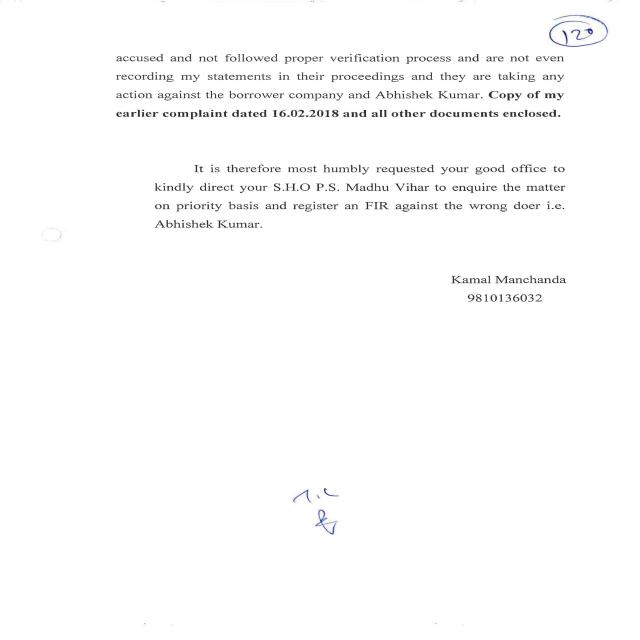 120
accused and not followed proper verification process and are not even
recording my statements in their proceedings and they are taking any
action against the borrower company and Abhishek Kumar. Copy of my
earlier complaint dated 16.02.2018 and all other documents enclosed.
It is therefore most humbly requested your good office to
kindly direct your S.H.O P.S. Madhu Vihar to enquire the matter
on priority basis and register an FIR against the wrong doer i.e.
Abhishek Kumar.
Kamal Manchanda
9810136032